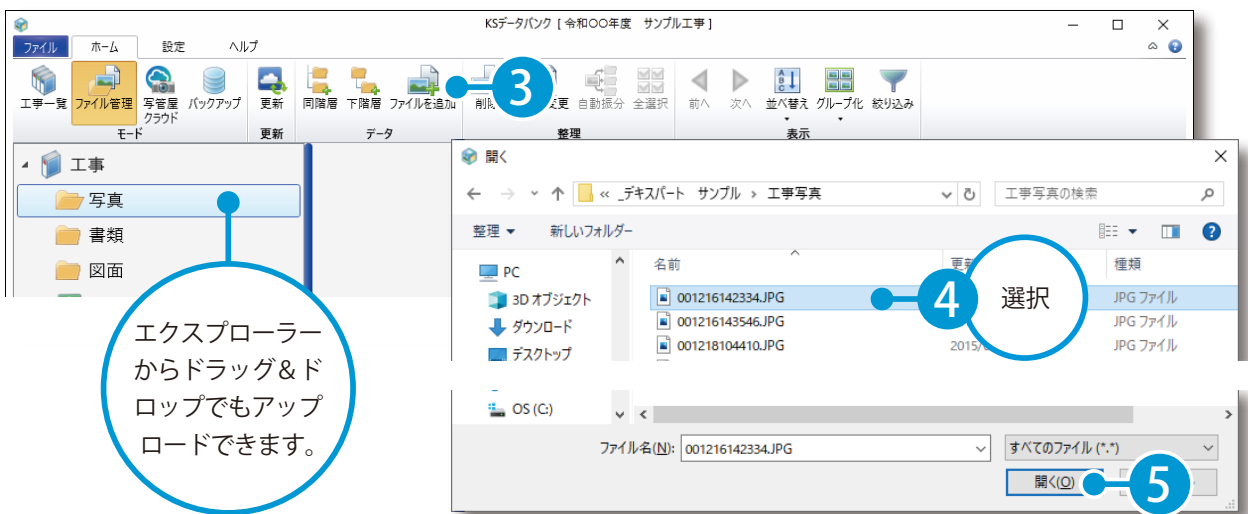 KSデータバンク [ 令和〇〇年度 サンプル工事 ]
ファイル ホーム 設定 ヘルプ
工事一覧 ファイル管理 写管屋 クラウド バックアップ 更新 同階層 下階層 ファイルを追加 削除 変更 自動振分 全選択 前へ 次へ 並べ替え グループ化 絞り込み
モード 更新 データ 整理 表示
3
工事
写真
書類
図面
エクスプローラー
からドラッグ&ド
ロップでもアップ
ロードできます。
開く
« _デキスパート サンプル › 工事写真
工事写真の検索
整理 新しいフォルダー
PC
3D オブジェクト
ダウンロード
デスクトップ
OS (C:)
名前 種類
001216142334.JPG JPG ファイル
001216143546.JPG JPG ファイル
001218104410.JPG 2015/ JPG ファイル
4
選択
ファイル名(N): 001216142334.JPG すべてのファイル (*.*)
開く(O)
5